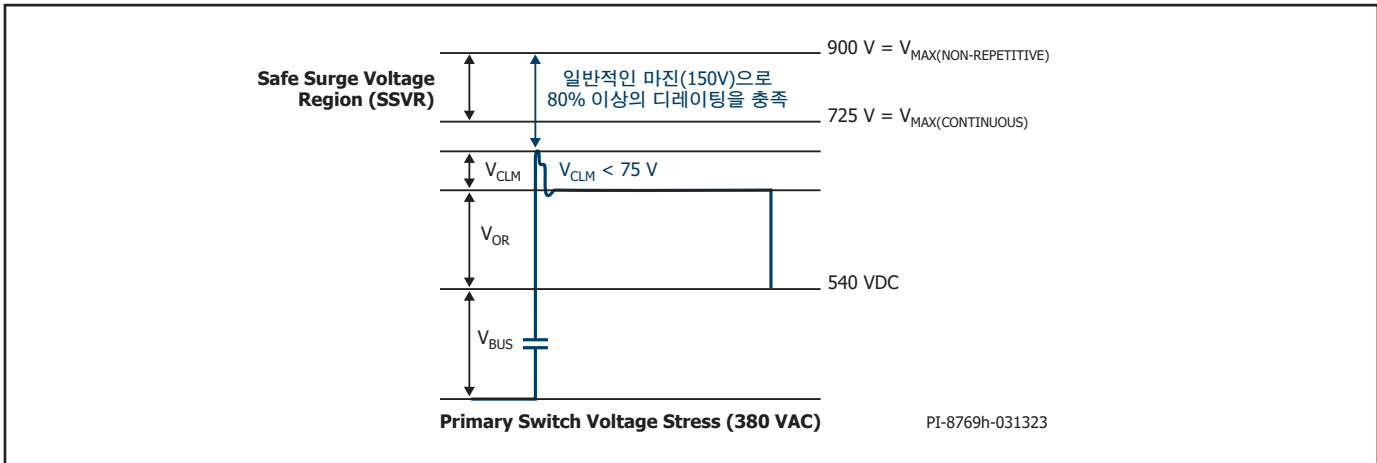 900 V = VMAX(NON-REPETITIVE)
Safe Surge Voltage
Region (SSVR)
일반적인 마진(150V)으로
80% 이상의 디레이팅을 충족
725 V = VMAX(CONTINUOUS)
VCLM
VCLM < 75 V
VOR
540 VDC
VBUS
Primary Switch Voltage Stress (380 VAC)
PI-8769h-031323